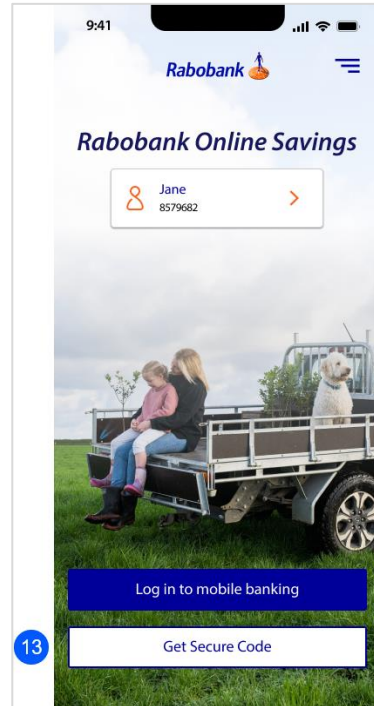 9:41
Rabobank
Rabobank Online Savings
Jane
8579682
Log in to mobile banking
13
Get Secure Code